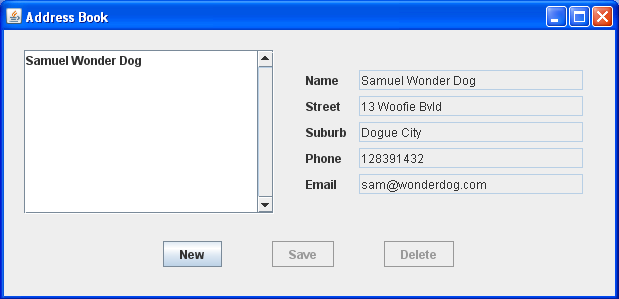 Address Book
Samuel Wonder Dog
Name Samuel Wonder Dog
Street 13 Woofie Bvld
Suburb Dogue City
Phone 128391432
Email sam@wonderdog.com
New Save Delete